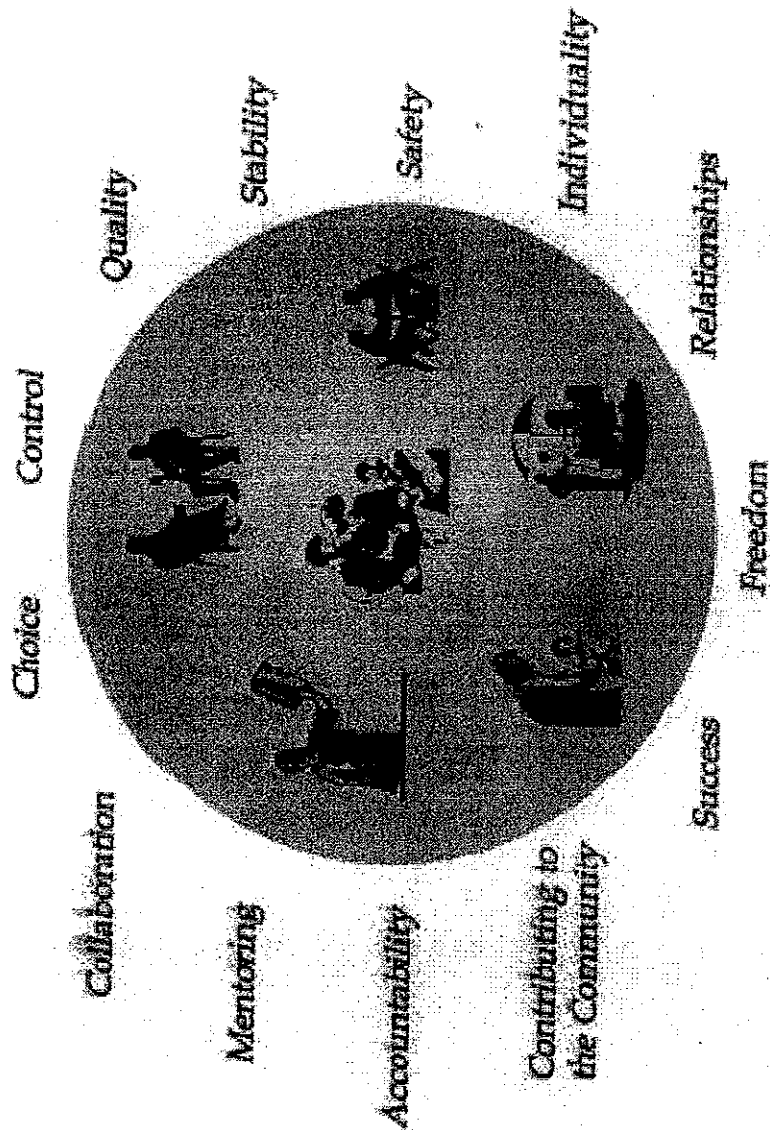 Choice
Control
Collaboration
Quality
Mentoring
Stability
Accountability
Safety
Contributing to
the Community
Individuality
Success
Relationships
Freedom